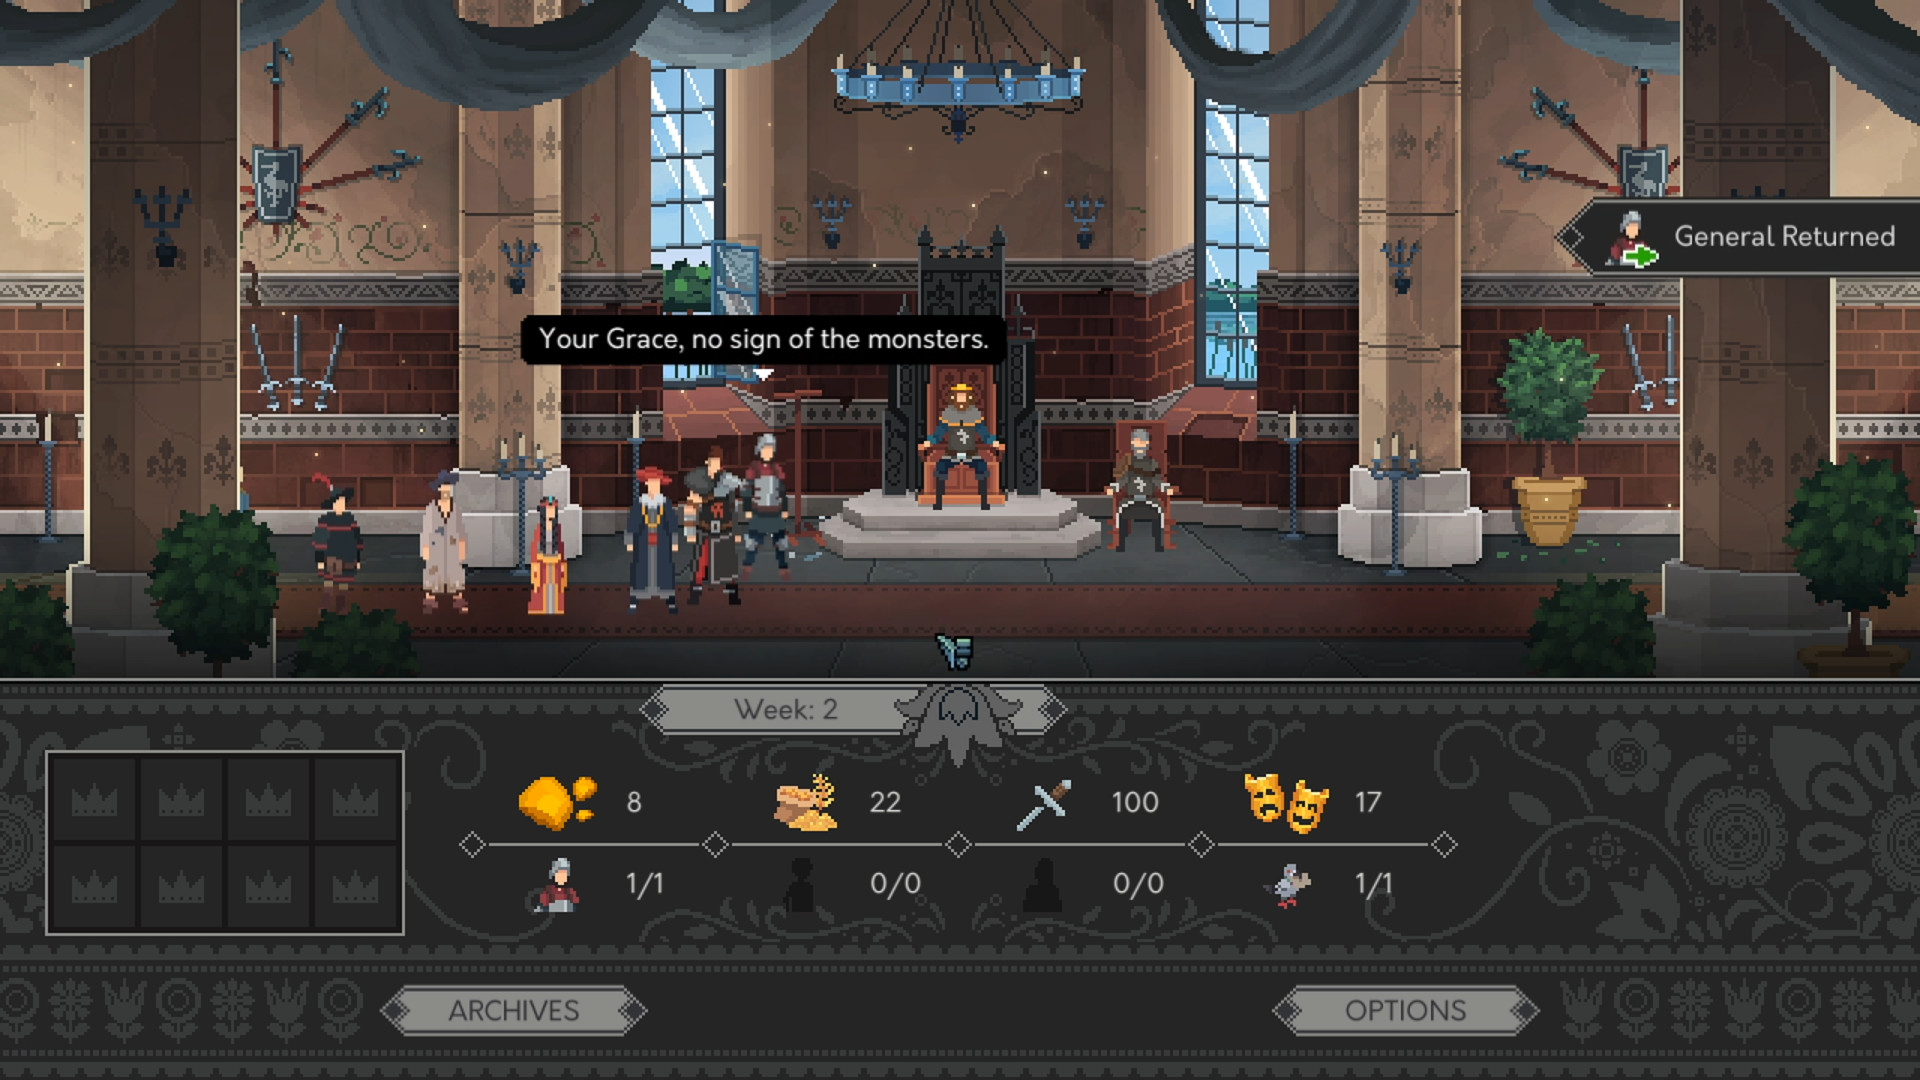 General Returned
Your Grace, no sign of the monsters.
Week: 2
8
22
100
17
1/1
0/0
0/0
1/1
ARCHIVES
OPTIONS